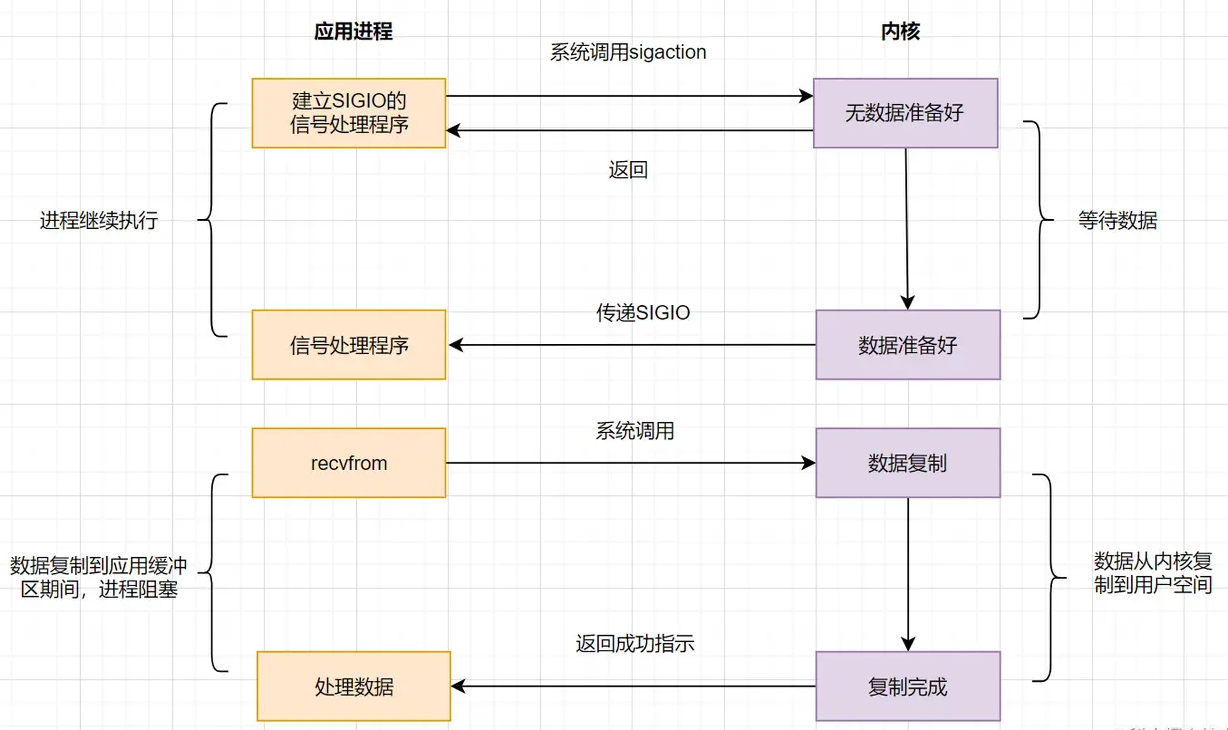 应用进程
内核
系统调用sigaction
建立SIGIO的
信号处理程序
无数据准备好
返回
进程继续执行
等待数据
传递SIGIO
信号处理程序
数据准备好
系统调用
recvfrom
数据复制
数据复制到应用缓冲
区期间，进程阻塞
数据从内核复
制到用户空间
返回成功指示
处理数据
复制完成